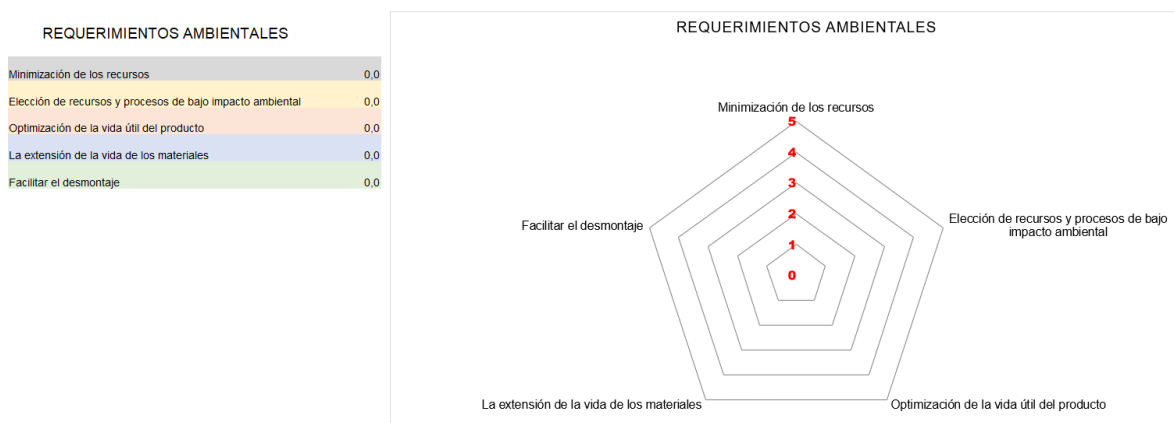 REQUERIMIENTOS AMBIENTALES
Minimización de los recursos 0,0
Elección de recursos y procesos de bajo impacto ambiental 0,0
Optimización de la vida útil del producto 0,0
La extensión de la vida de los materiales 0,0
Facilitar el desmontaje 0,0
REQUERIMIENTOS AMBIENTALES
Minimización de los recursos
5
4
3
2
1
0
Elección de recursos y procesos de bajo
impacto ambiental
Optimización de la vida útil del producto
La extensión de la vida de los materiales
Facilitar el desmontaje